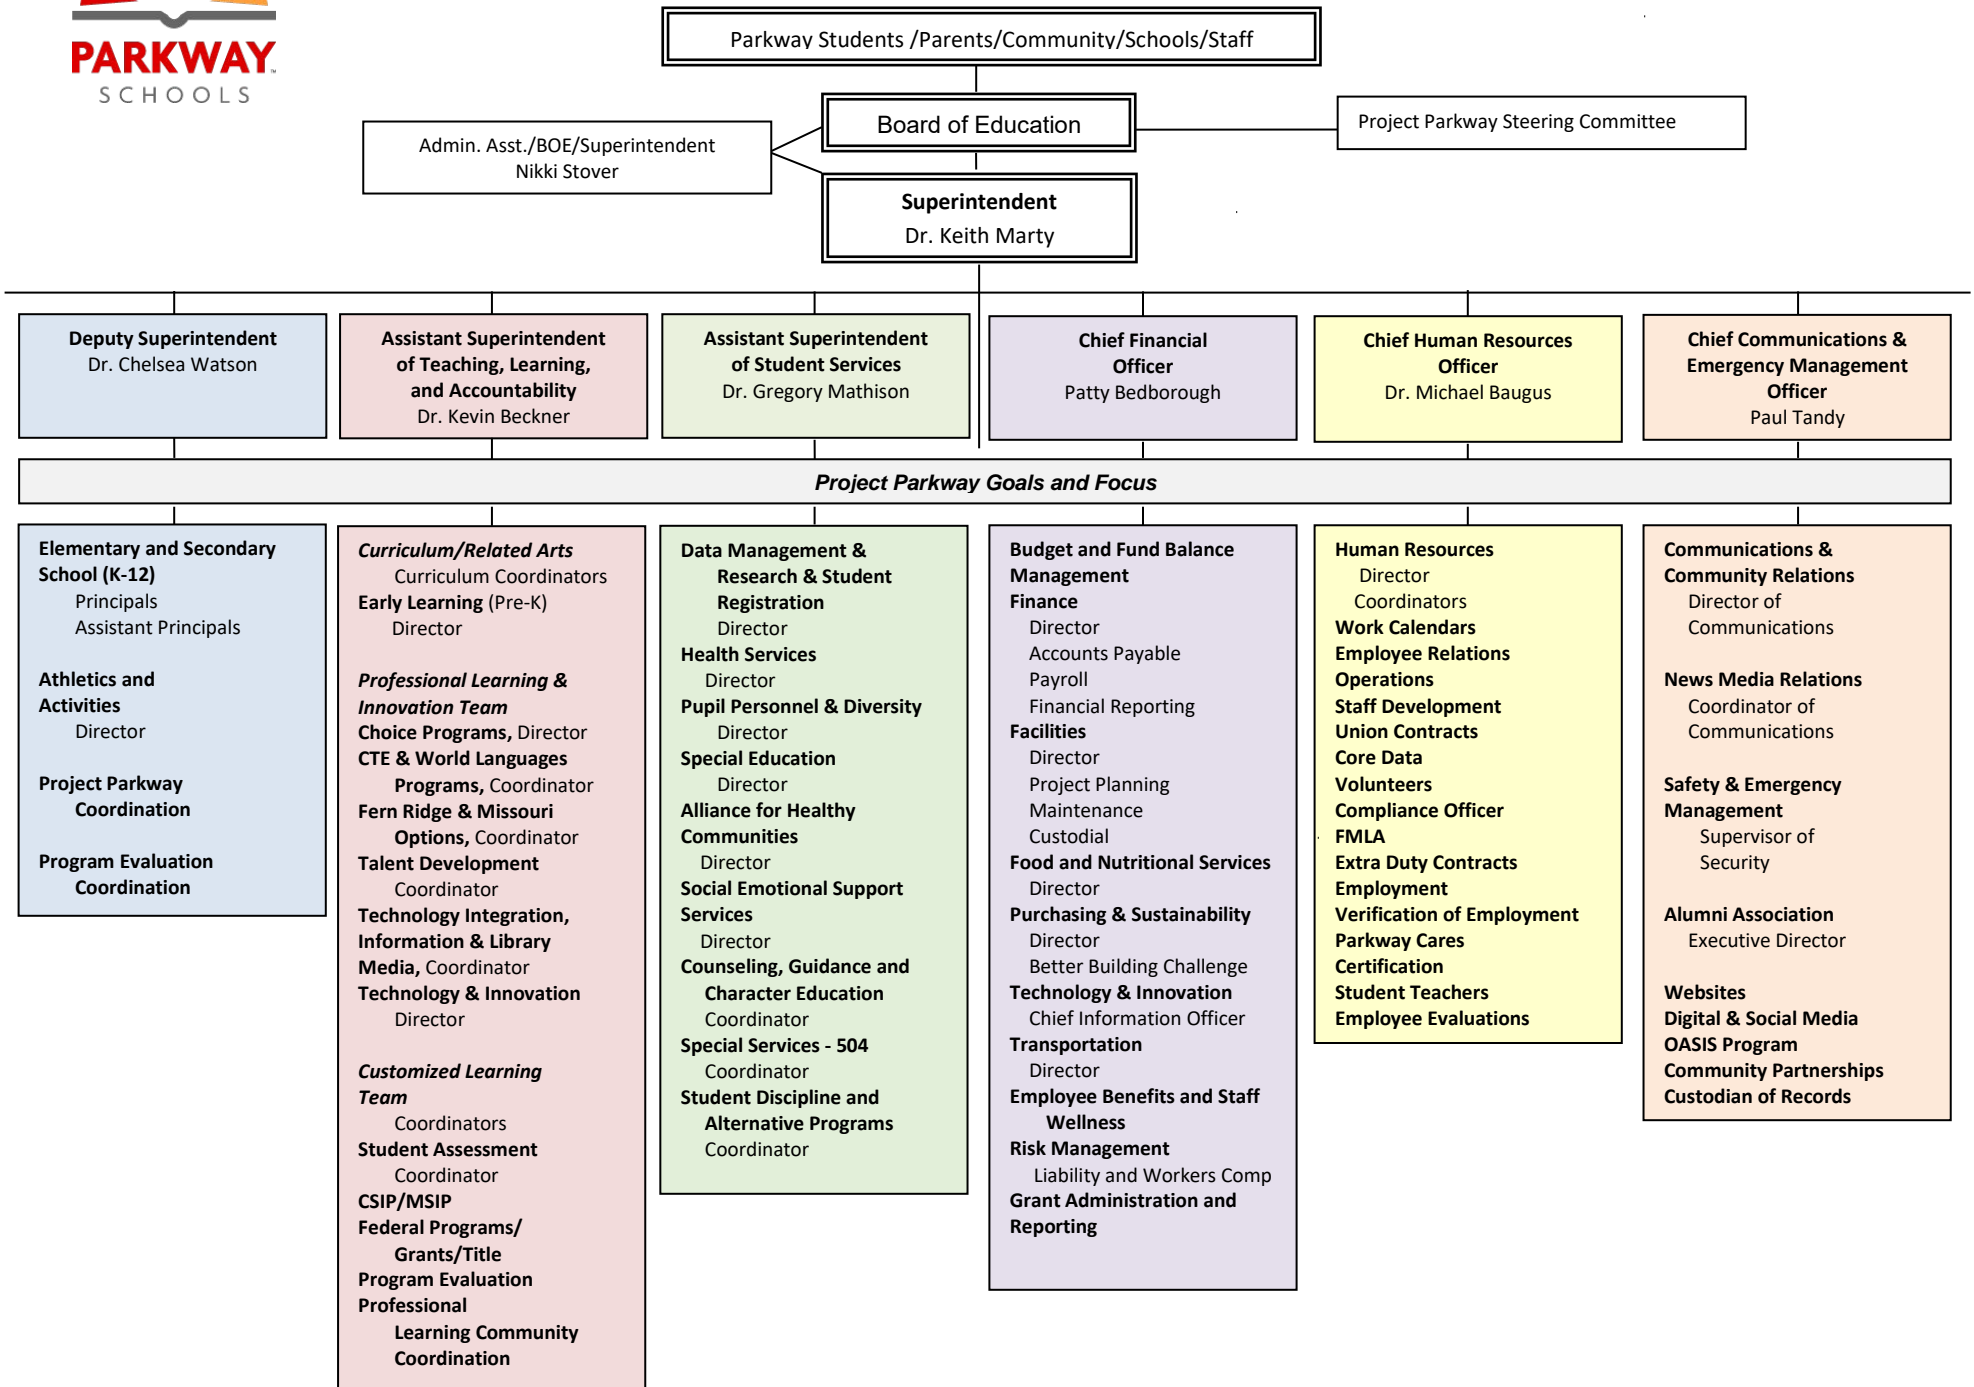 PARKWAY
SCHOOLS
Parkway Students /Parents/Community/Schools/Staff
Board of Education
Project Parkway Steering Committee
Admin. Asst./BOE/Superintendent
Nikki Stover
Superintendent
Dr. Keith Marty
Deputy Superintendent
Dr. Chelsea Watson
Assistant Superintendent
of Teaching, Learning,
and Accountability
Dr. Kevin Beckner
Assistant Superintendent
of Student Services
Dr. Gregory Mathison
Chief Financial
Officer
Patty Bedborough
Chief Human Resources
Officer
Dr. Michael Baugus
Chief Communications &
Emergency Management
Officer
Paul Tandy
Project Parkway Goals and Focus
Elementary and Secondary
School (K-12)
Principals
Assistant Principals
Athletics and
Activities
Director
Project Parkway
Coordination
Program Evaluation
Coordination
Curriculum/Related Arts
Curriculum Coordinators
Early Learning (Pre-K)
Director
Professional Learning &
Innovation Team
Choice Programs, Director
CTE & World Languages
Programs, Coordinator
Fern Ridge & Missouri
Options, Coordinator
Talent Development
Coordinator
Technology Integration,
Information & Library
Media, Coordinator
Technology & Innovation
Director
Customized Learning
Team
Coordinators
Student Assessment
Coordinator
CSIP/MSIP
Federal Programs/
Grants/Title
Program Evaluation
Professional
Learning Community
Coordination
Data Management &
Research & Student
Registration
Director
Health Services
Director
Pupil Personnel & Diversity
Director
Special Education
Director
Alliance for Healthy
Communities
Director
Social Emotional Support
Services
Director
Counseling, Guidance and
Character Education
Coordinator
Special Services - 504
Coordinator
Student Discipline and
Alternative Programs
Coordinator
Budget and Fund Balance
Management
Finance
Director
Accounts Payable
Payroll
Financial Reporting
Facilities
Director
Project Planning
Maintenance
Custodial
Food and Nutritional Services
Director
Purchasing & Sustainability
Director
Better Building Challenge
Technology & Innovation
Chief Information Officer
Transportation
Director
Employee Benefits and Staff
Wellness
Risk Management
Liability and Workers Comp
Grant Administration and
Reporting
Human Resources
Director
Coordinators
Work Calendars
Employee Relations
Operations
Staff Development
Union Contracts
Core Data
Volunteers
Compliance Officer
FMLA
Extra Duty Contracts
Employment
Verification of Employment
Parkway Cares
Certification
Student Teachers
Employee Evaluations
Communications &
Community Relations
Director of
Communications
News Media Relations
Coordinator of
Communications
Safety & Emergency
Management
Supervisor of
Security
Alumni Association
Executive Director
Websites
Digital & Social Media
OASIS Program
Community Partnerships
Custodian of Records